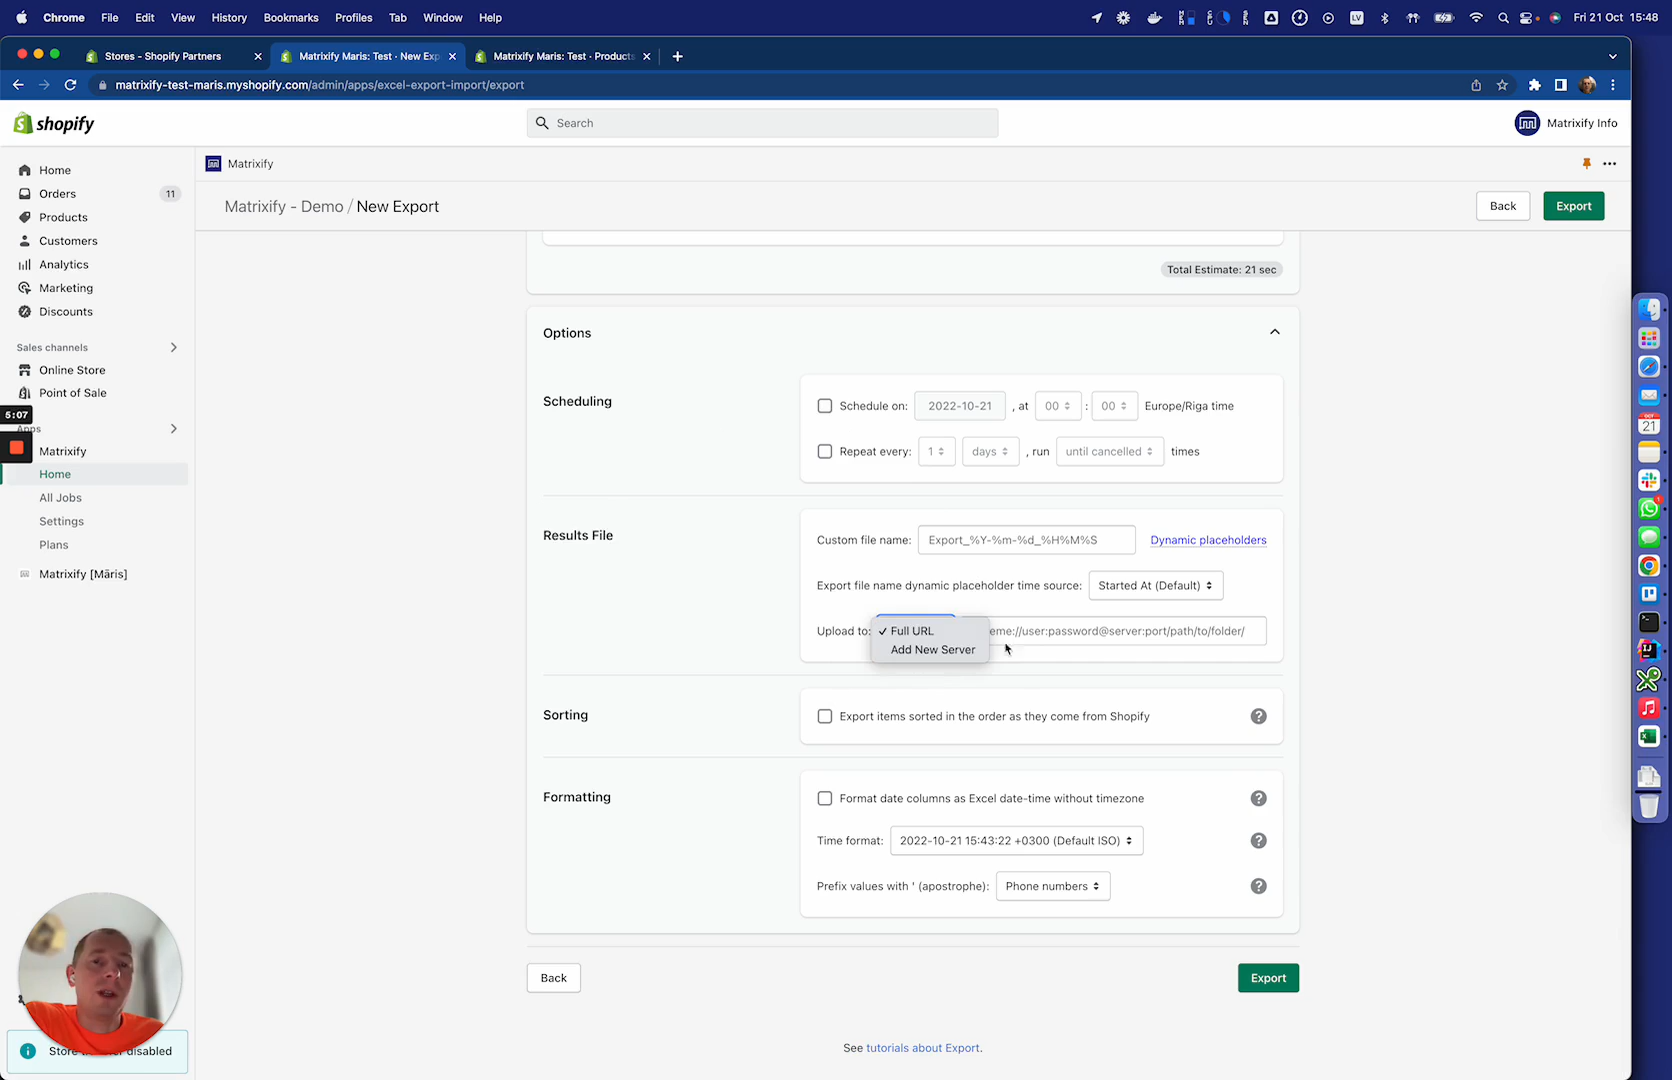 Chrome File Edit View History Bookmarks Profiles Tab Window Help
LV
Fri 21 Oct 15:48
Stores - Shopify Partners
Matrixify Maris: Test · New Exp
Matrixify Maris: Test · Products
matrixify-test-maris.myshopify.com/admin/apps/excel-export-import/export
shopify
Search
Matrixify Info
Home
Orders 11
Products
Customers
Analytics
Marketing
Discounts
Sales channels
Online Store
Point of Sale
5:07
Apps
Matrixify
Home
All Jobs
Settings
Plans
Matrixify [Māris]
Matrixify
Matrixify - Demo / New Export
Back
Export
Total Estimate: 21 sec
Options
Scheduling
Schedule on: 2022-10-21 , at 00 : 00 Europe/Riga time
Repeat every: 1 days , run until cancelled times
Results File
Custom file name: Export_%Y-%m-%d_%H%M%S Dynamic placeholders
Export file name dynamic placeholder time source: Started At (Default)
Upload to: ✓ Full URL eme://user:password@server:port/path/to/folder/
Add New Server
Sorting
Export items sorted in the order as they come from Shopify ?
Formatting
Format date columns as Excel date-time without timezone ?
Time format: 2022-10-21 15:43:22 +0300 (Default ISO) ?
Prefix values with ' (apostrophe): Phone numbers ?
Back
Export
See tutorials about Export.
Store disabled
OCT
21
1